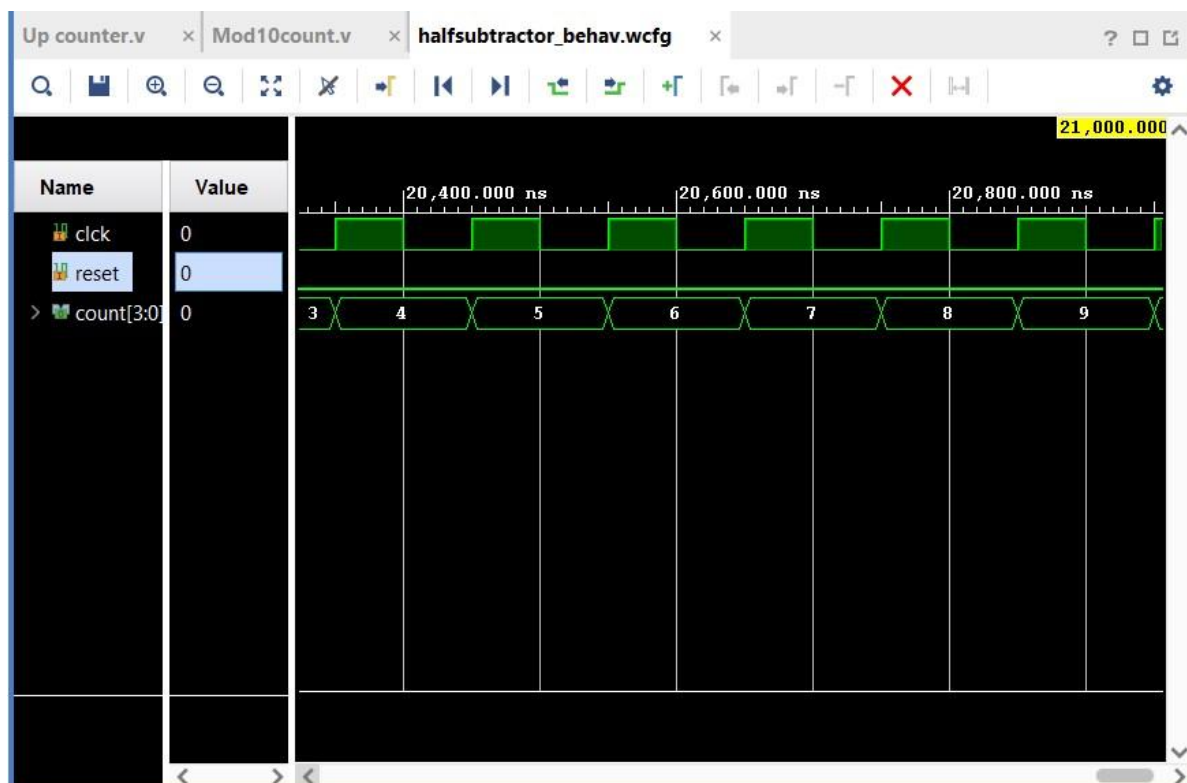 Up counter.v × Mod10count.v × halfsubtractor_behav.wcfg × ?
21,000.000
Name Value
20,400.000 ns 20,600.000 ns 20,800.000 ns
clck 0
reset 0
count[3:0] 0 3 4 5 6 7 8 9